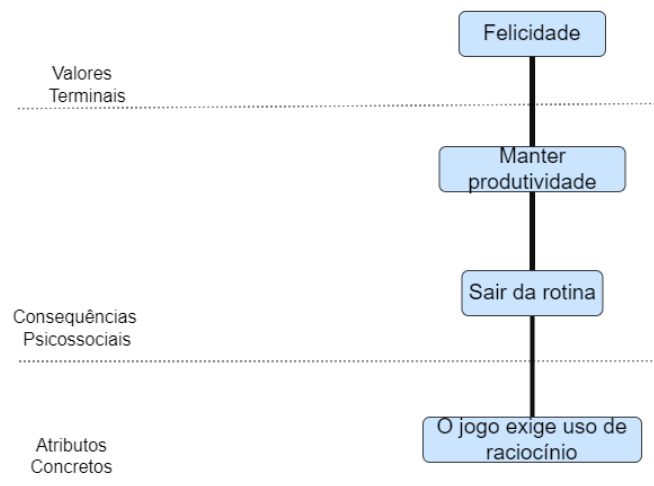 Felicidade
Valores
Terminais
Manter
produtividade
Sair da rotina
Consequências
Psicossociais
O jogo exige uso de
raciocínio
Atributos
Concretos